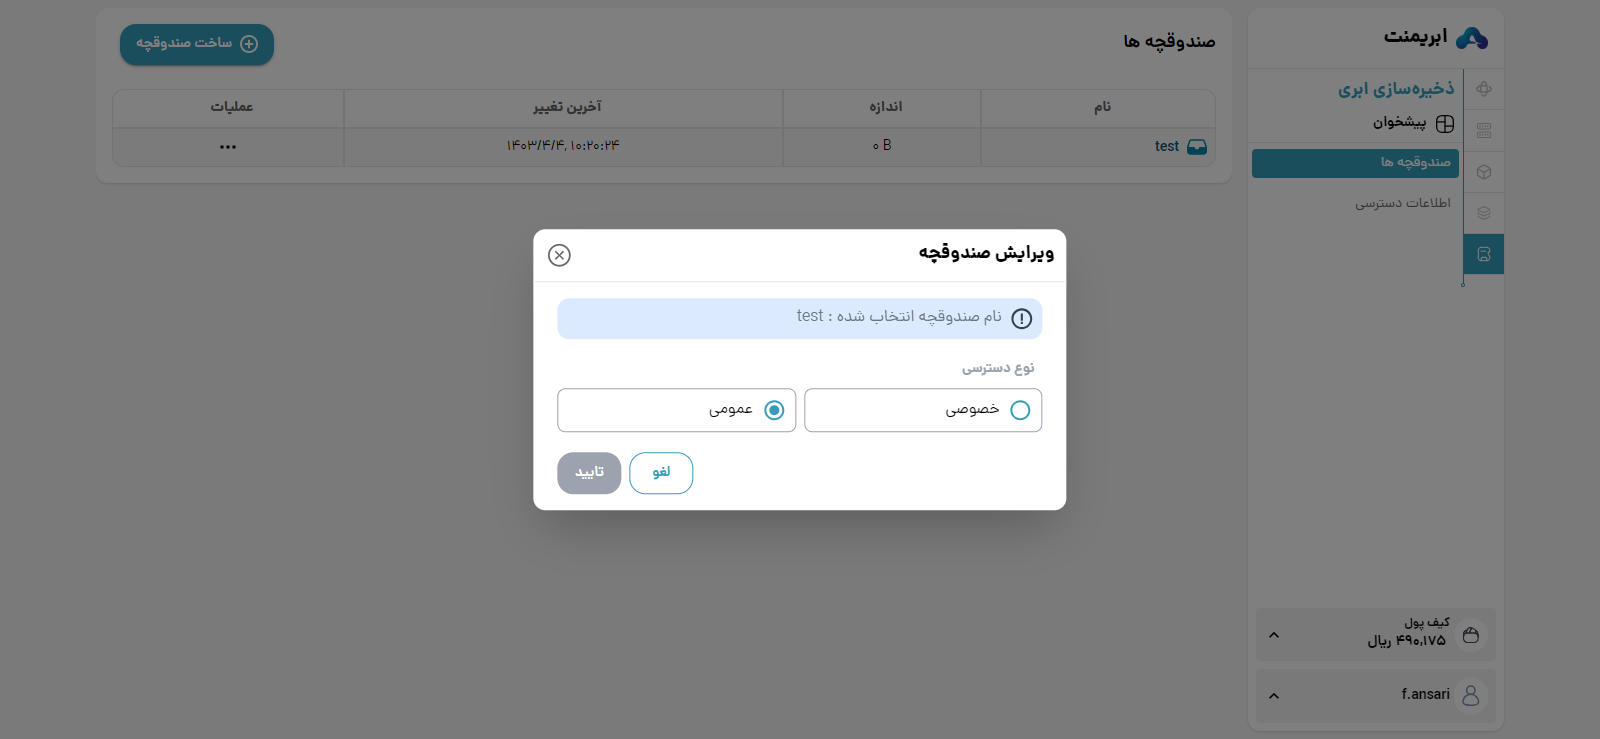 ابریمنت
ذخیره‌سازی ابری
پیشخوان
صندوقچه ها
اطلاعات دسترسی
کیف پول
۴۹۰,۱۷۵ ریال
f.ansari
صندوقچه ها
ساخت صندوقچه
نام
اندازه
آخرین تغییر
عملیات
test
۰ B
۱۴۰۳/۴/۴, ۱۰:۲۰:۲۴
ویرایش صندوقچه
نام صندوقچه انتخاب شده : test
نوع دسترسی
خصوصی
عمومی
لغو
تایید